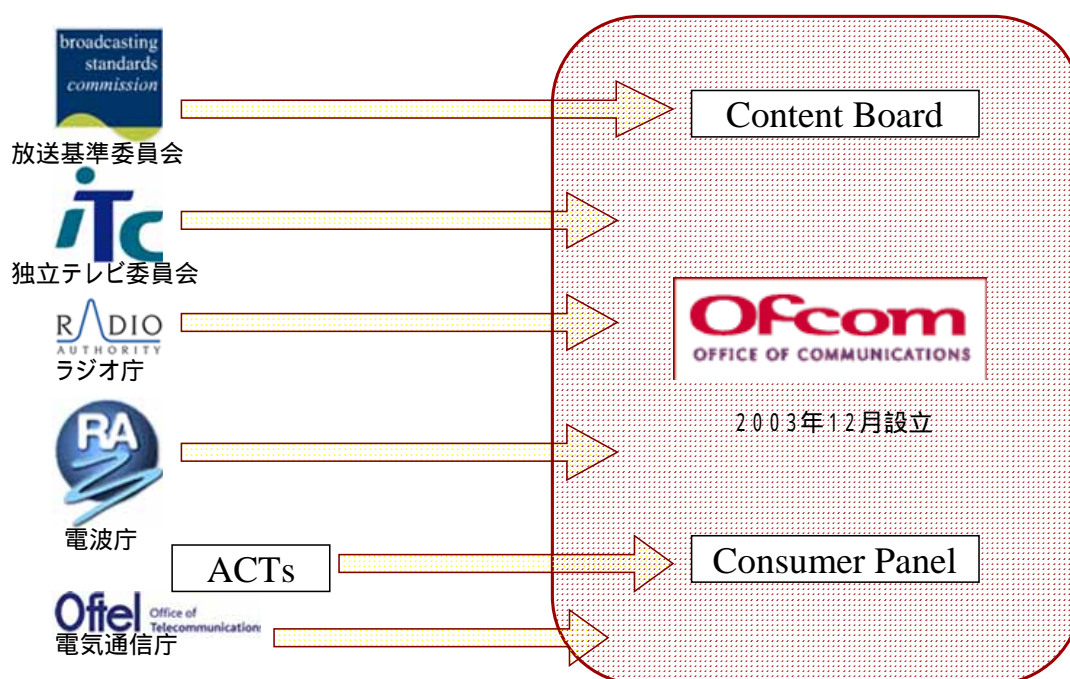 broadcasting
standards
commission
放送基準委員会
iTc
独立テレビ委員会
RADIO
AUTHORITY
ラジオ庁
RA
電波庁
ACTs
Oftel Office of
Telecommunications
電気通信庁
Content Board
Ofcom
OFFICE OF COMMUNICATIONS
2003年12月設立
Consumer Panel